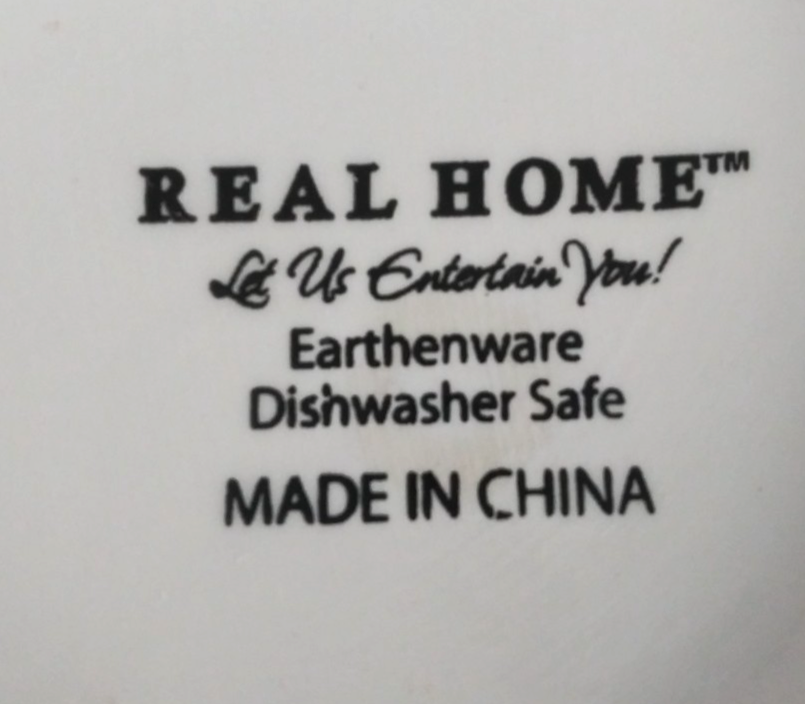 REAL HOME™
Let Us Entertain You!
Earthenware
Dishwasher Safe
MADE IN CHINA